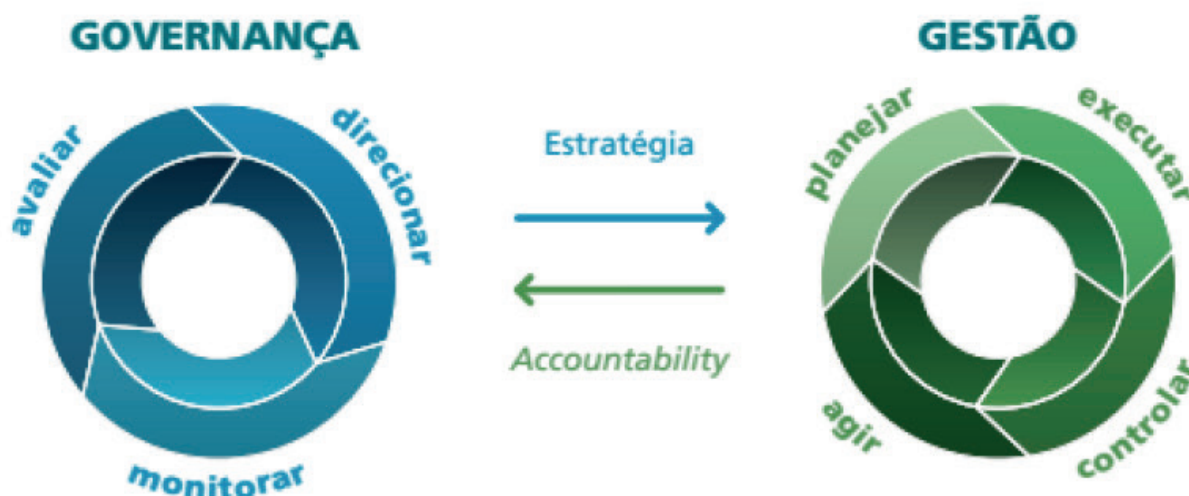 GOVERNANÇA
avaliar
direcionar
monitorar
Estratégia
Accountability
GESTÃO
planejar
executar
controlar
agir